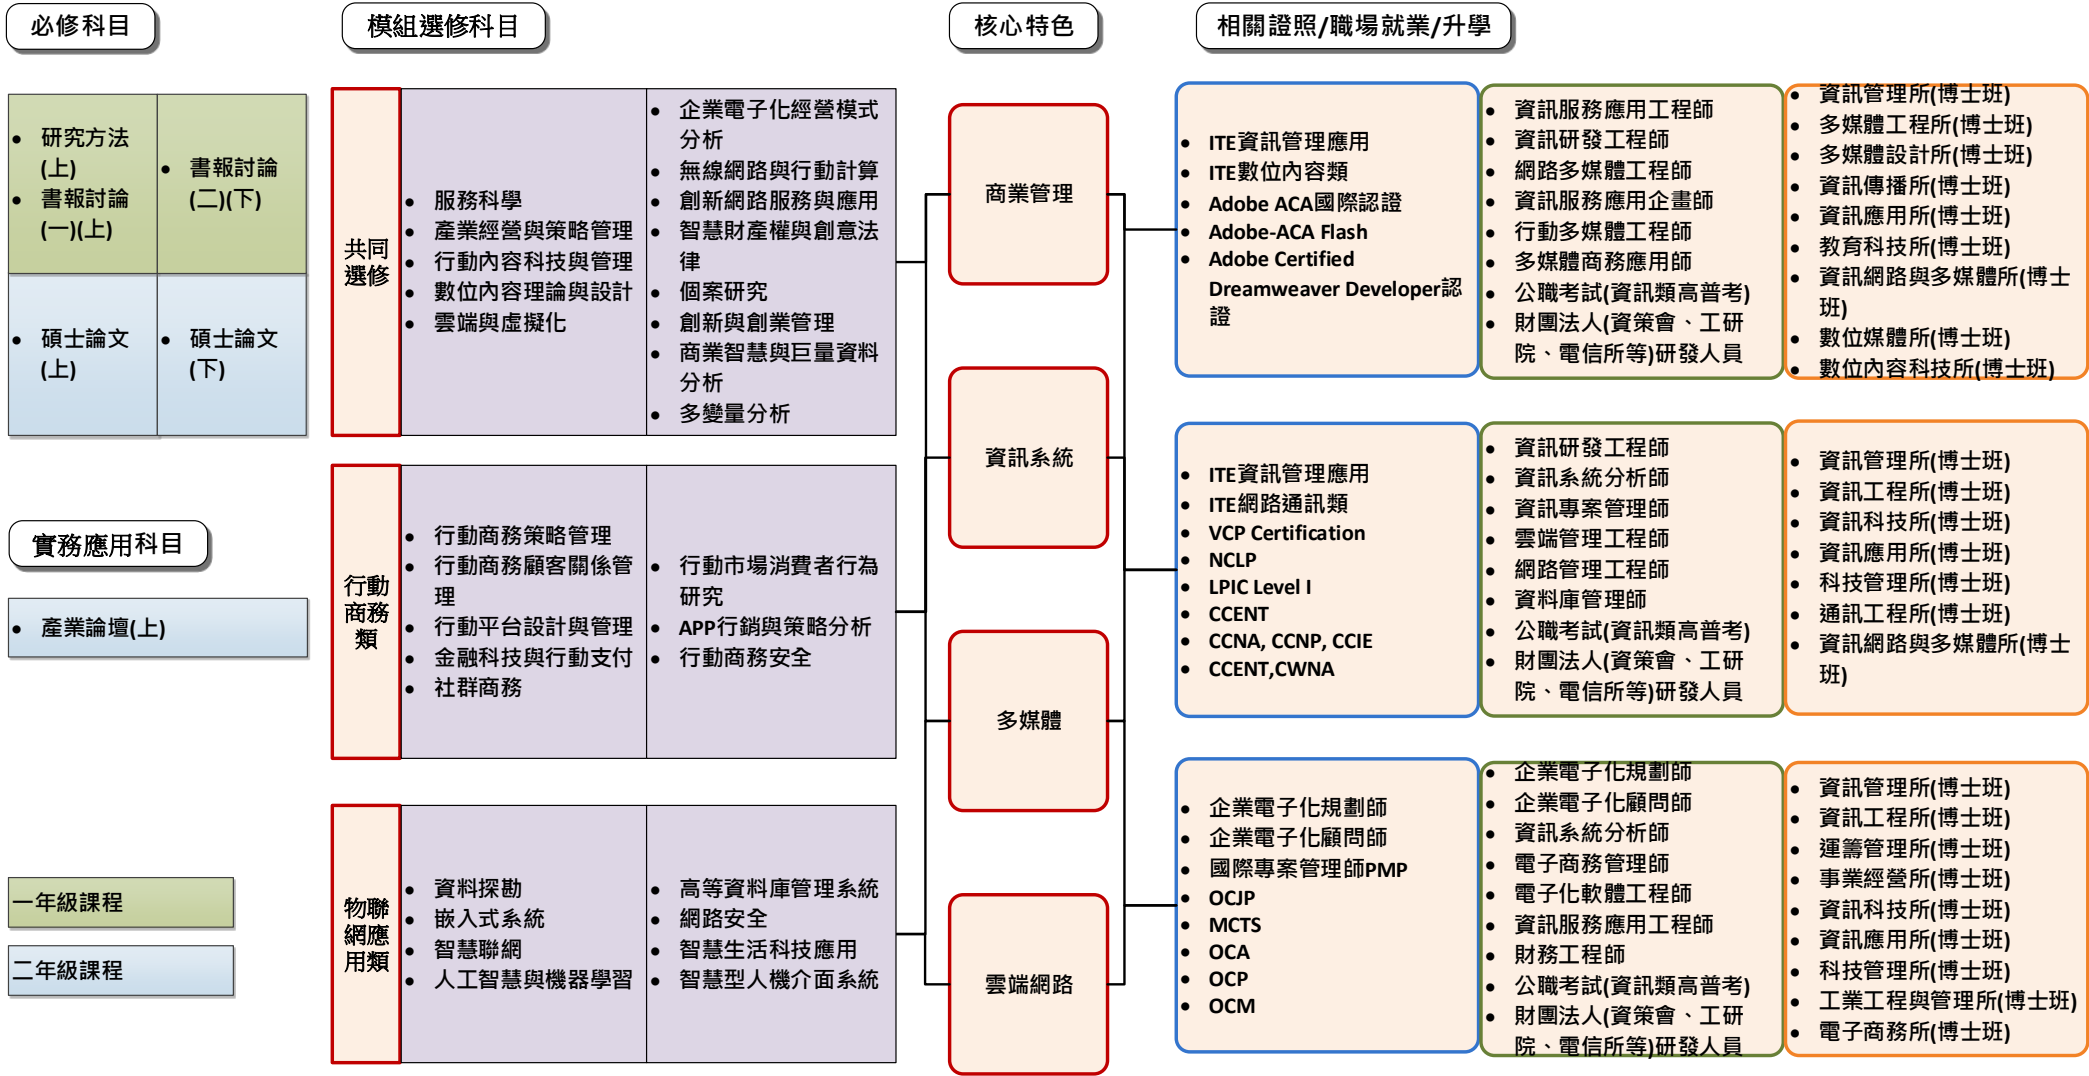 必修科目
模組選修科目
核心特色
相關證照/職場就業/升學
• 研究方法
(上)
• 書報討論
(一)(上)
• 書報討論
(二)(下)
• 碩士論文
(上)
• 碩士論文
(下)
實務應用科目
• 產業論壇(上)
一年級課程
二年級課程
共同
選修
• 服務科學
• 產業經營與策略管理
• 行動內容科技與管理
• 數位內容理論與設計
• 雲端與虛擬化
• 企業電子化經營模式
分析
• 無線網路與行動計算
• 創新網路服務與應用
• 智慧財產權與創意法
律
• 個案研究
• 創新與創業管理
• 商業智慧與巨量資料
分析
• 多變量分析
行動
商務
類
• 行動商務策略管理
• 行動商務顧客關係管
理
• 行動平台設計與管理
• 金融科技與行動支付
• 社群商務
• 行動市場消費者行為
研究
• APP行銷與策略分析
• 行動商務安全
物聯
網應
用類
• 資料探勘
• 嵌入式系統
• 智慧聯網
• 人工智慧與機器學習
• 高等資料庫管理系統
• 網路安全
• 智慧生活科技應用
• 智慧型人機介面系統
商業管理
資訊系統
多媒體
雲端網路
• ITE資訊管理應用
• ITE數位內容類
• Adobe ACA國際認證
• Adobe-ACA Flash
• Adobe Certified
Dreamweaver Developer認
證
• 資訊服務應用工程師
• 資訊研發工程師
• 網路多媒體工程師
• 資訊服務應用企畫師
• 行動多媒體工程師
• 多媒體商務應用師
• 公職考試(資訊類高普考)
• 財團法人(資策會、工研
院、電信所等)研發人員
• 資訊管理所(博士班)
• 多媒體工程所(博士班)
• 多媒體設計所(博士班)
• 資訊傳播所(博士班)
• 資訊應用所(博士班)
• 教育科技所(博士班)
• 資訊網路與多媒體所(博士
班)
• 數位媒體所(博士班)
• 數位內容科技所(博士班)
• ITE資訊管理應用
• ITE網路通訊類
• VCP Certification
• NCLP
• LPIC Level I
• CCENT
• CCNA, CCNP, CCIE
• CCENT,CWNA
• 資訊研發工程師
• 資訊系統分析師
• 資訊專案管理師
• 雲端管理工程師
• 網路管理工程師
• 資料庫管理師
• 公職考試(資訊類高普考)
• 財團法人(資策會、工研
院、電信所等)研發人員
• 資訊管理所(博士班)
• 資訊工程所(博士班)
• 資訊科技所(博士班)
• 資訊應用所(博士班)
• 科技管理所(博士班)
• 通訊工程所(博士班)
• 資訊網路與多媒體所(博士
班)
• 企業電子化規劃師
• 企業電子化顧問師
• 國際專案管理師PMP
• OCJP
• MCTS
• OCA
• OCP
• OCM
• 企業電子化規劃師
• 企業電子化顧問師
• 資訊系統分析師
• 電子商務管理師
• 電子化軟體工程師
• 資訊服務應用工程師
• 財務工程師
• 公職考試(資訊類高普考)
• 財團法人(資策會、工研
院、電信所等)研發人員
• 資訊管理所(博士班)
• 資訊工程所(博士班)
• 運籌管理所(博士班)
• 事業經營所(博士班)
• 資訊科技所(博士班)
• 資訊應用所(博士班)
• 科技管理所(博士班)
• 工業工程與管理所(博士班)
• 電子商務所(博士班)